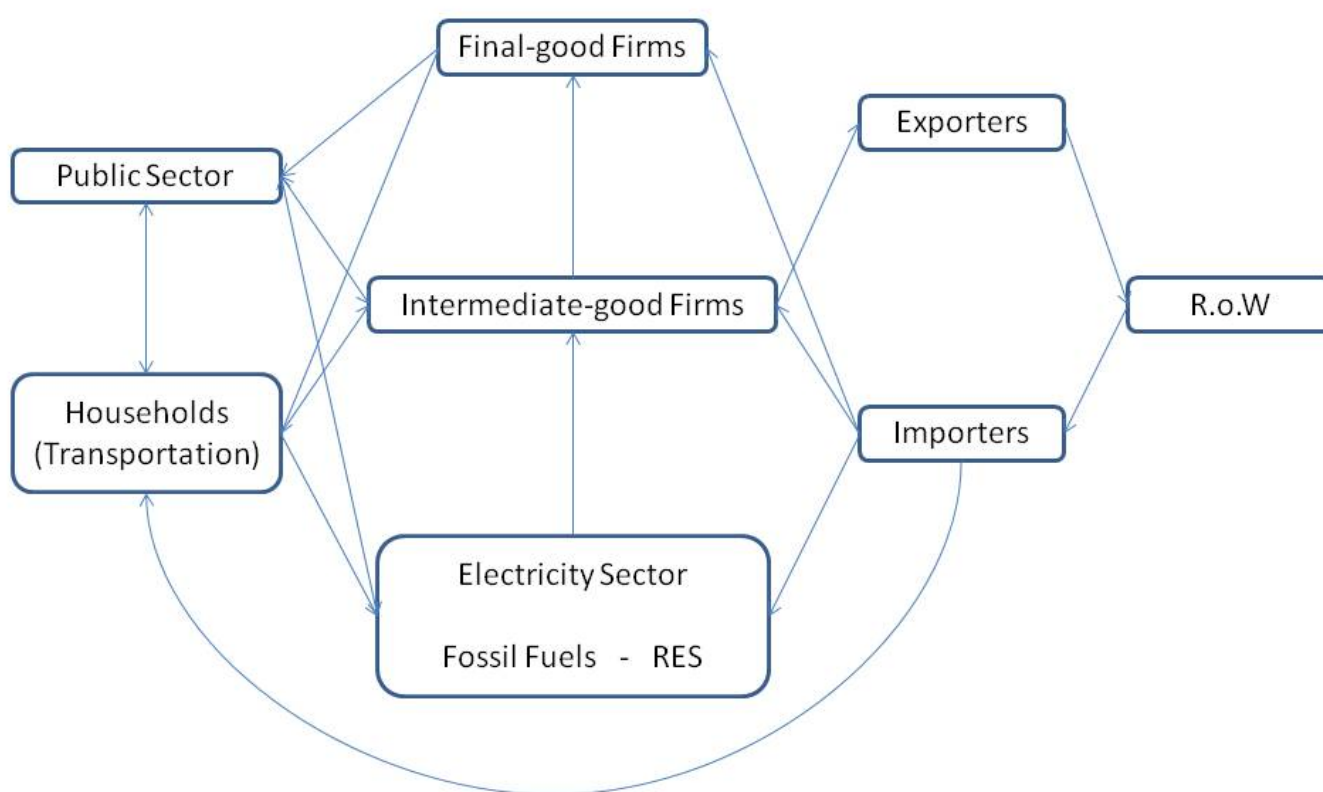 Final-good Firms
Exporters
Public Sector
Intermediate-good Firms
R.o.W
Households
(Transportation)
Importers
Electricity Sector
Fossil Fuels - RES